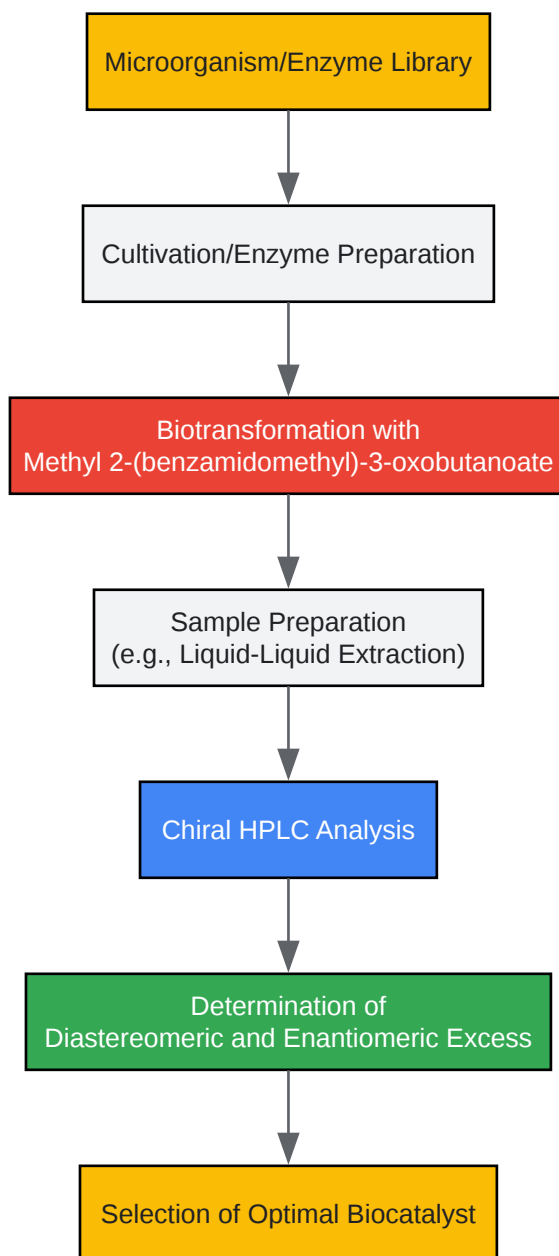 Microorganism/Enzyme Library
Cultivation/Enzyme Preparation
Biotransformation with
Methyl 2-(benzamidomethyl)-3-oxobutanoate
Sample Preparation
(e.g., Liquid-Liquid Extraction)
Chiral HPLC Analysis
Determination of
Diastereomeric and Enantiomeric Excess
Selection of Optimal Biocatalyst